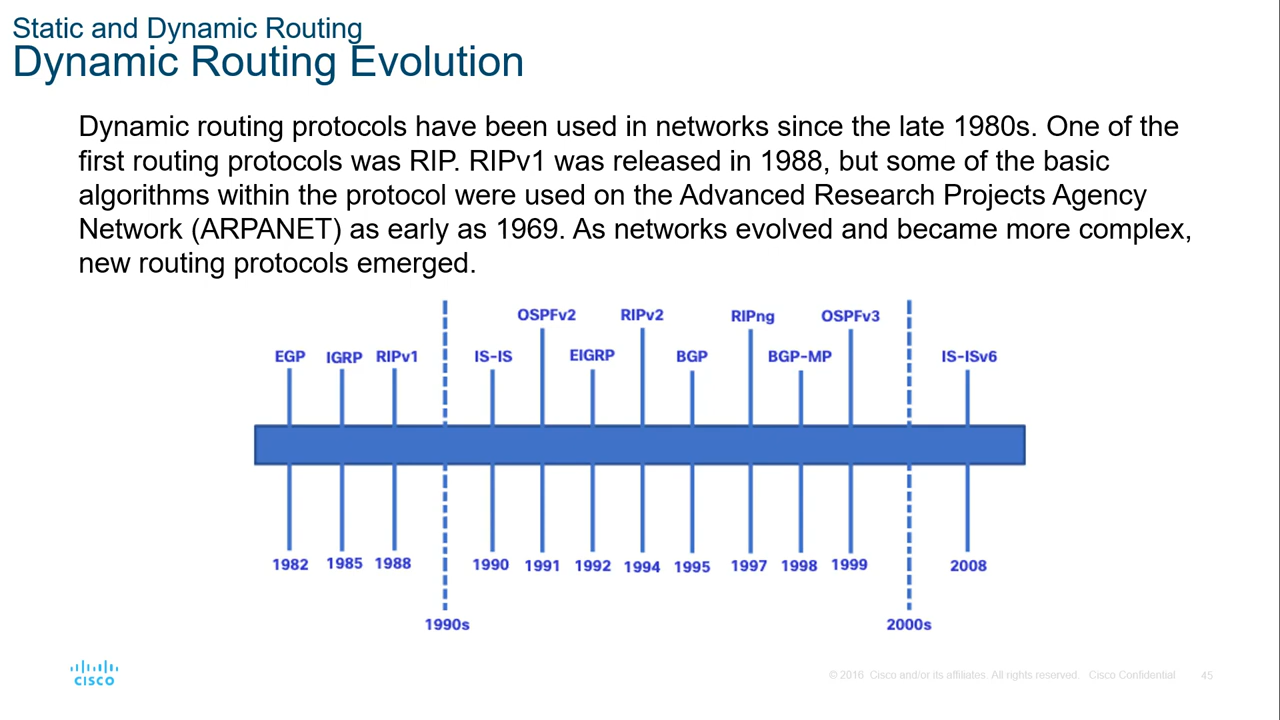 Static and Dynamic Routing
Dynamic Routing Evolution
Dynamic routing protocols have been used in networks since the late 1980s. One of the
first routing protocols was RIP. RIPv1 was released in 1988, but some of the basic
algorithms within the protocol were used on the Advanced Research Projects Agency
Network (ARPANET) as early as 1969. As networks evolved and became more complex,
new routing protocols emerged.
OSPFv2 RIPv2 RIPng OSPFv3
EGP IGRP RIPv1 IS-IS EIGRP BGP BGP-MP IS-ISv6
1982 1985 1988 1990 1991 1992 1994 1995 1997 1998 1999 2008
1990s 2000s
CISCO
© 2016 Cisco and/or its affiliates. All rights reserved. Cisco Confidential 45